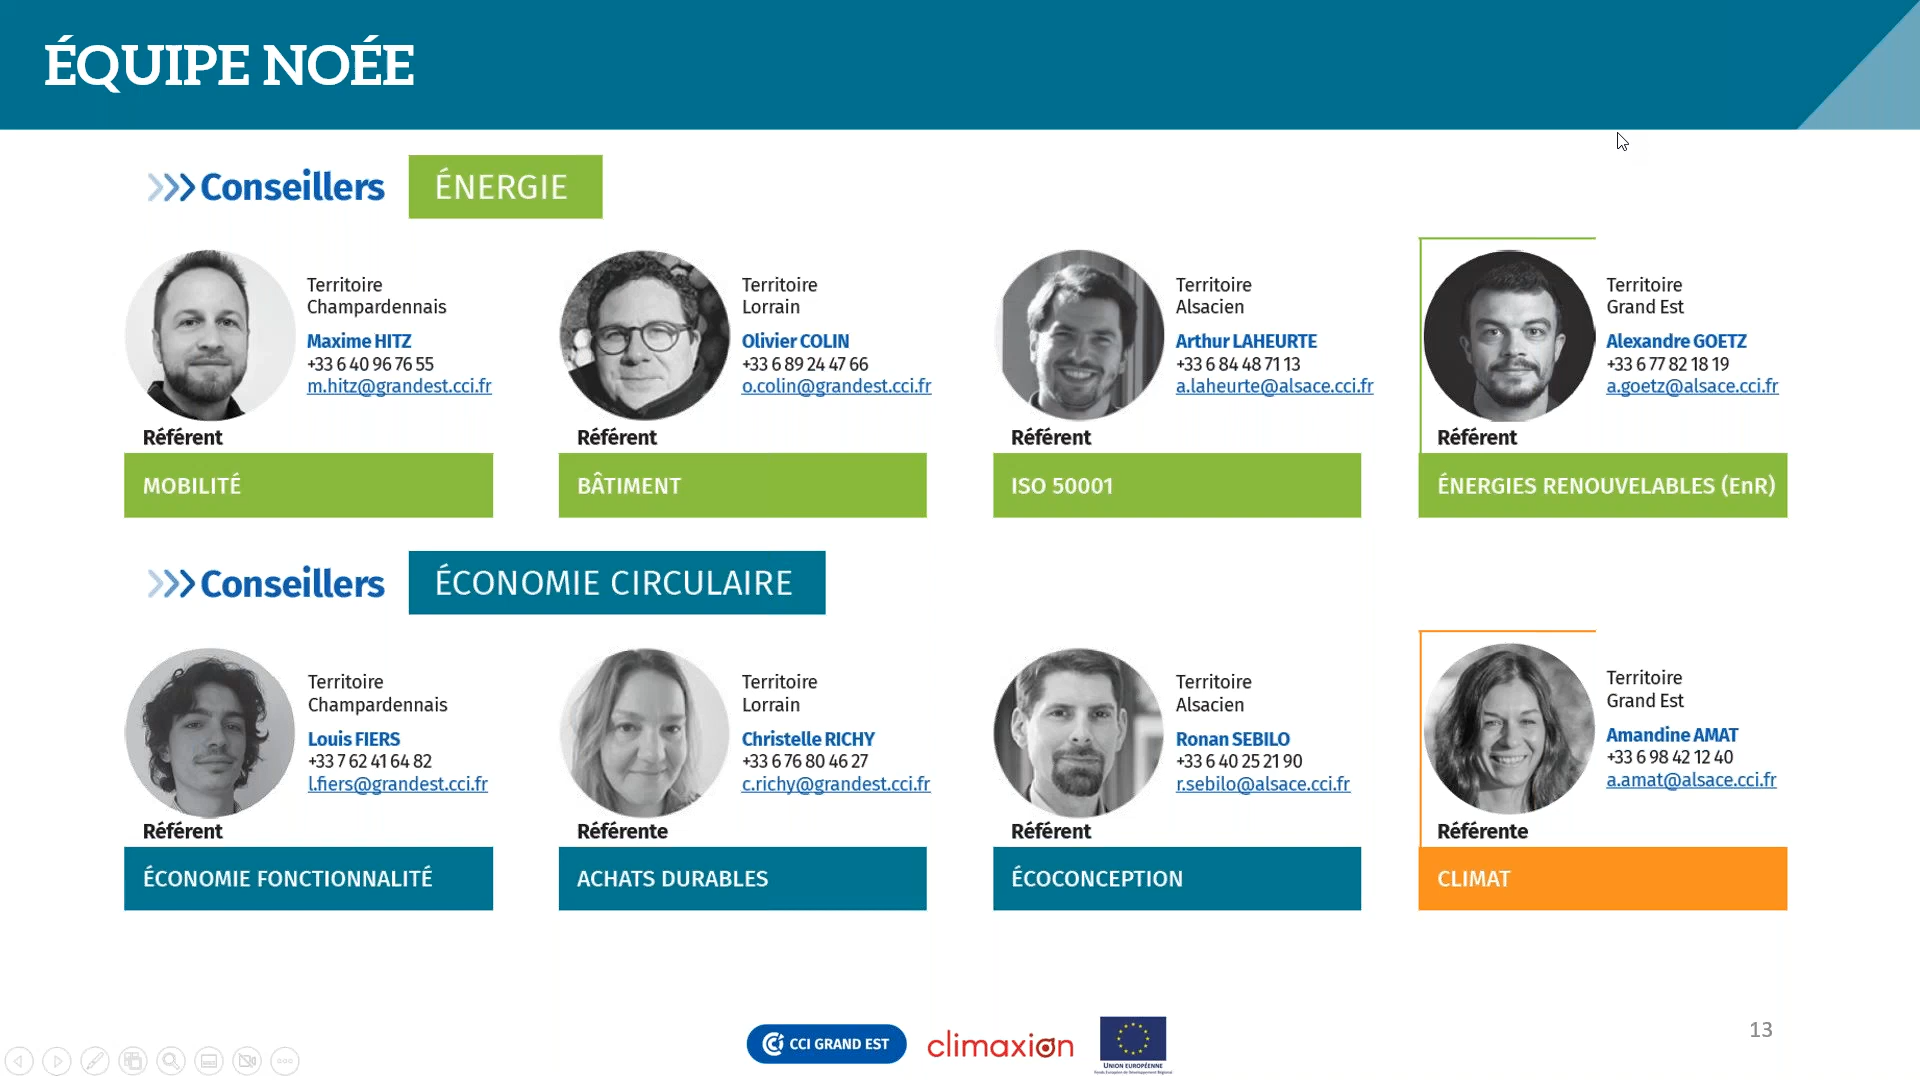 ÉQUIPE NOÉE
Conseillers
ÉNERGIE
Territoire
Champardennais
Maxime HITZ
+33 6 40 96 76 55
m.hitz@grandest.cci.fr
Référent
MOBILITÉ
Territoire
Lorrain
Olivier COLIN
+33 6 89 24 47 66
o.colin@grandest.cci.fr
Référent
BÂTIMENT
Territoire
Alsacien
Arthur LAHEURTE
+33 6 84 48 71 13
a.laheurte@alsace.cci.fr
Référent
ISO 50001
Territoire
Grand Est
Alexandre GOETZ
+33 6 77 82 18 19
a.goetz@alsace.cci.fr
Référent
ÉNERGIES RENOUVELABLES (EnR)
Conseillers
ÉCONOMIE CIRCULAIRE
Territoire
Champardennais
Louis FIERS
+33 7 62 41 64 82
l.fiers@grandest.cci.fr
Référent
ÉCONOMIE FONCTIONNALITÉ
Territoire
Lorrain
Christelle RICHY
+33 6 76 80 46 27
c.richy@grandest.cci.fr
Référente
ACHATS DURABLES
Territoire
Alsacien
Ronan SEBILO
+33 6 40 25 21 90
r.sebilo@alsace.cci.fr
Référent
ÉCOCONCEPTION
Territoire
Grand Est
Amandine AMAT
+33 6 98 42 12 40
a.amat@alsace.cci.fr
Référente
CLIMAT
CCI GRAND EST
climaxion
UNION EUROPÉENNE
Fonds Européen de Développement Régional
13